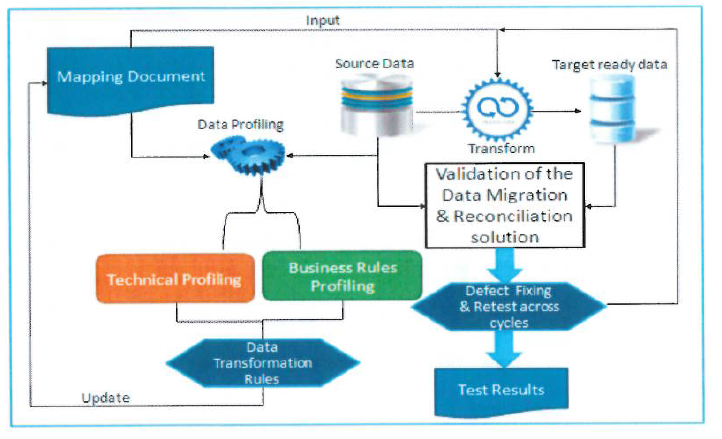 Input
Mapping Document
Source Data
Target ready data
Data Profiling
Transform
Validation of the
Data Migration
& Reconciliation
solution
Technical Profiling
Business Rules
Profiling
Defect Fixing
& Retest across
cycles
Data
Transformation
Rules
Update
Test Results